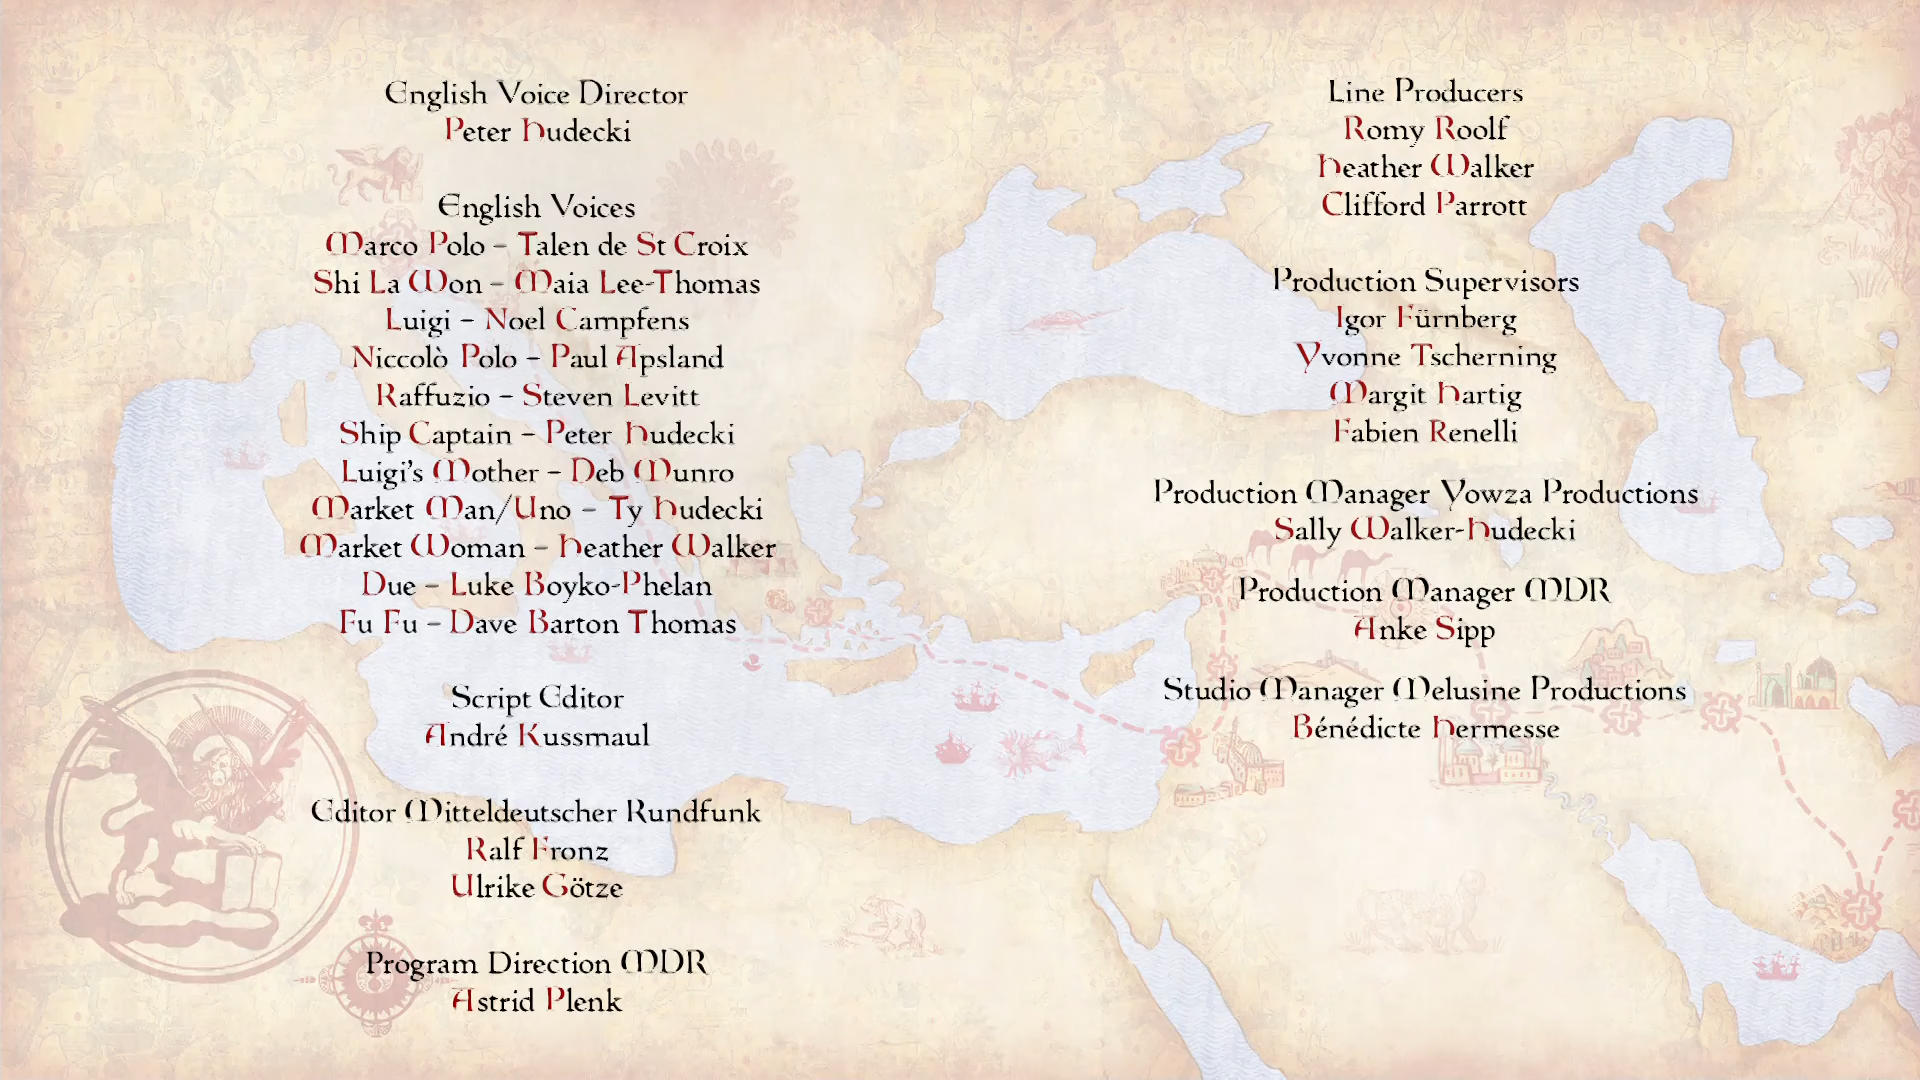 English Voice Director
Peter Hudecki
English Voices
Marco Polo – Talen de St Croix
Shi La Won – Maia Lee-Thomas
Luigi – Noel Campfens
Niccolò Polo – Paul Apsland
Raffuzio – Steven Levitt
Ship Captain – Peter Hudecki
Luigi's Mother – Deb Munro
Market Man/Uno – Ty Hudecki
Market Woman – Heather Walker
Due – Luke Boyko-Phelan
Fu Fu – Dave Barton Thomas
Script Editor
André Kussmaul
Editor Mitteldeutscher Rundfunk
Ralf Fronz
Ulrike Götze
Program Direction MDR
Astrid Plenk
Line Producers
Romy Roolf
Heather Walker
Clifford Parrott
Production Supervisors
Igor Fürnberg
Yvonne Tscherning
Margit Hartig
Fabien Renelli
Production Manager Yowza Productions
Sally Walker-Hudecki
Production Manager MDR
Anke Sipp
Studio Manager Melusine Productions
Bénédicte Hermesse